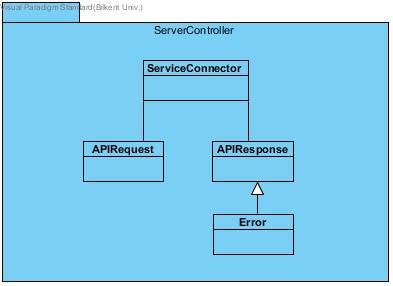 Visual Paradigm Standard(Bilkent Univ.)
ServerController
ServiceConnector
APIRequest
APIResponse
Error